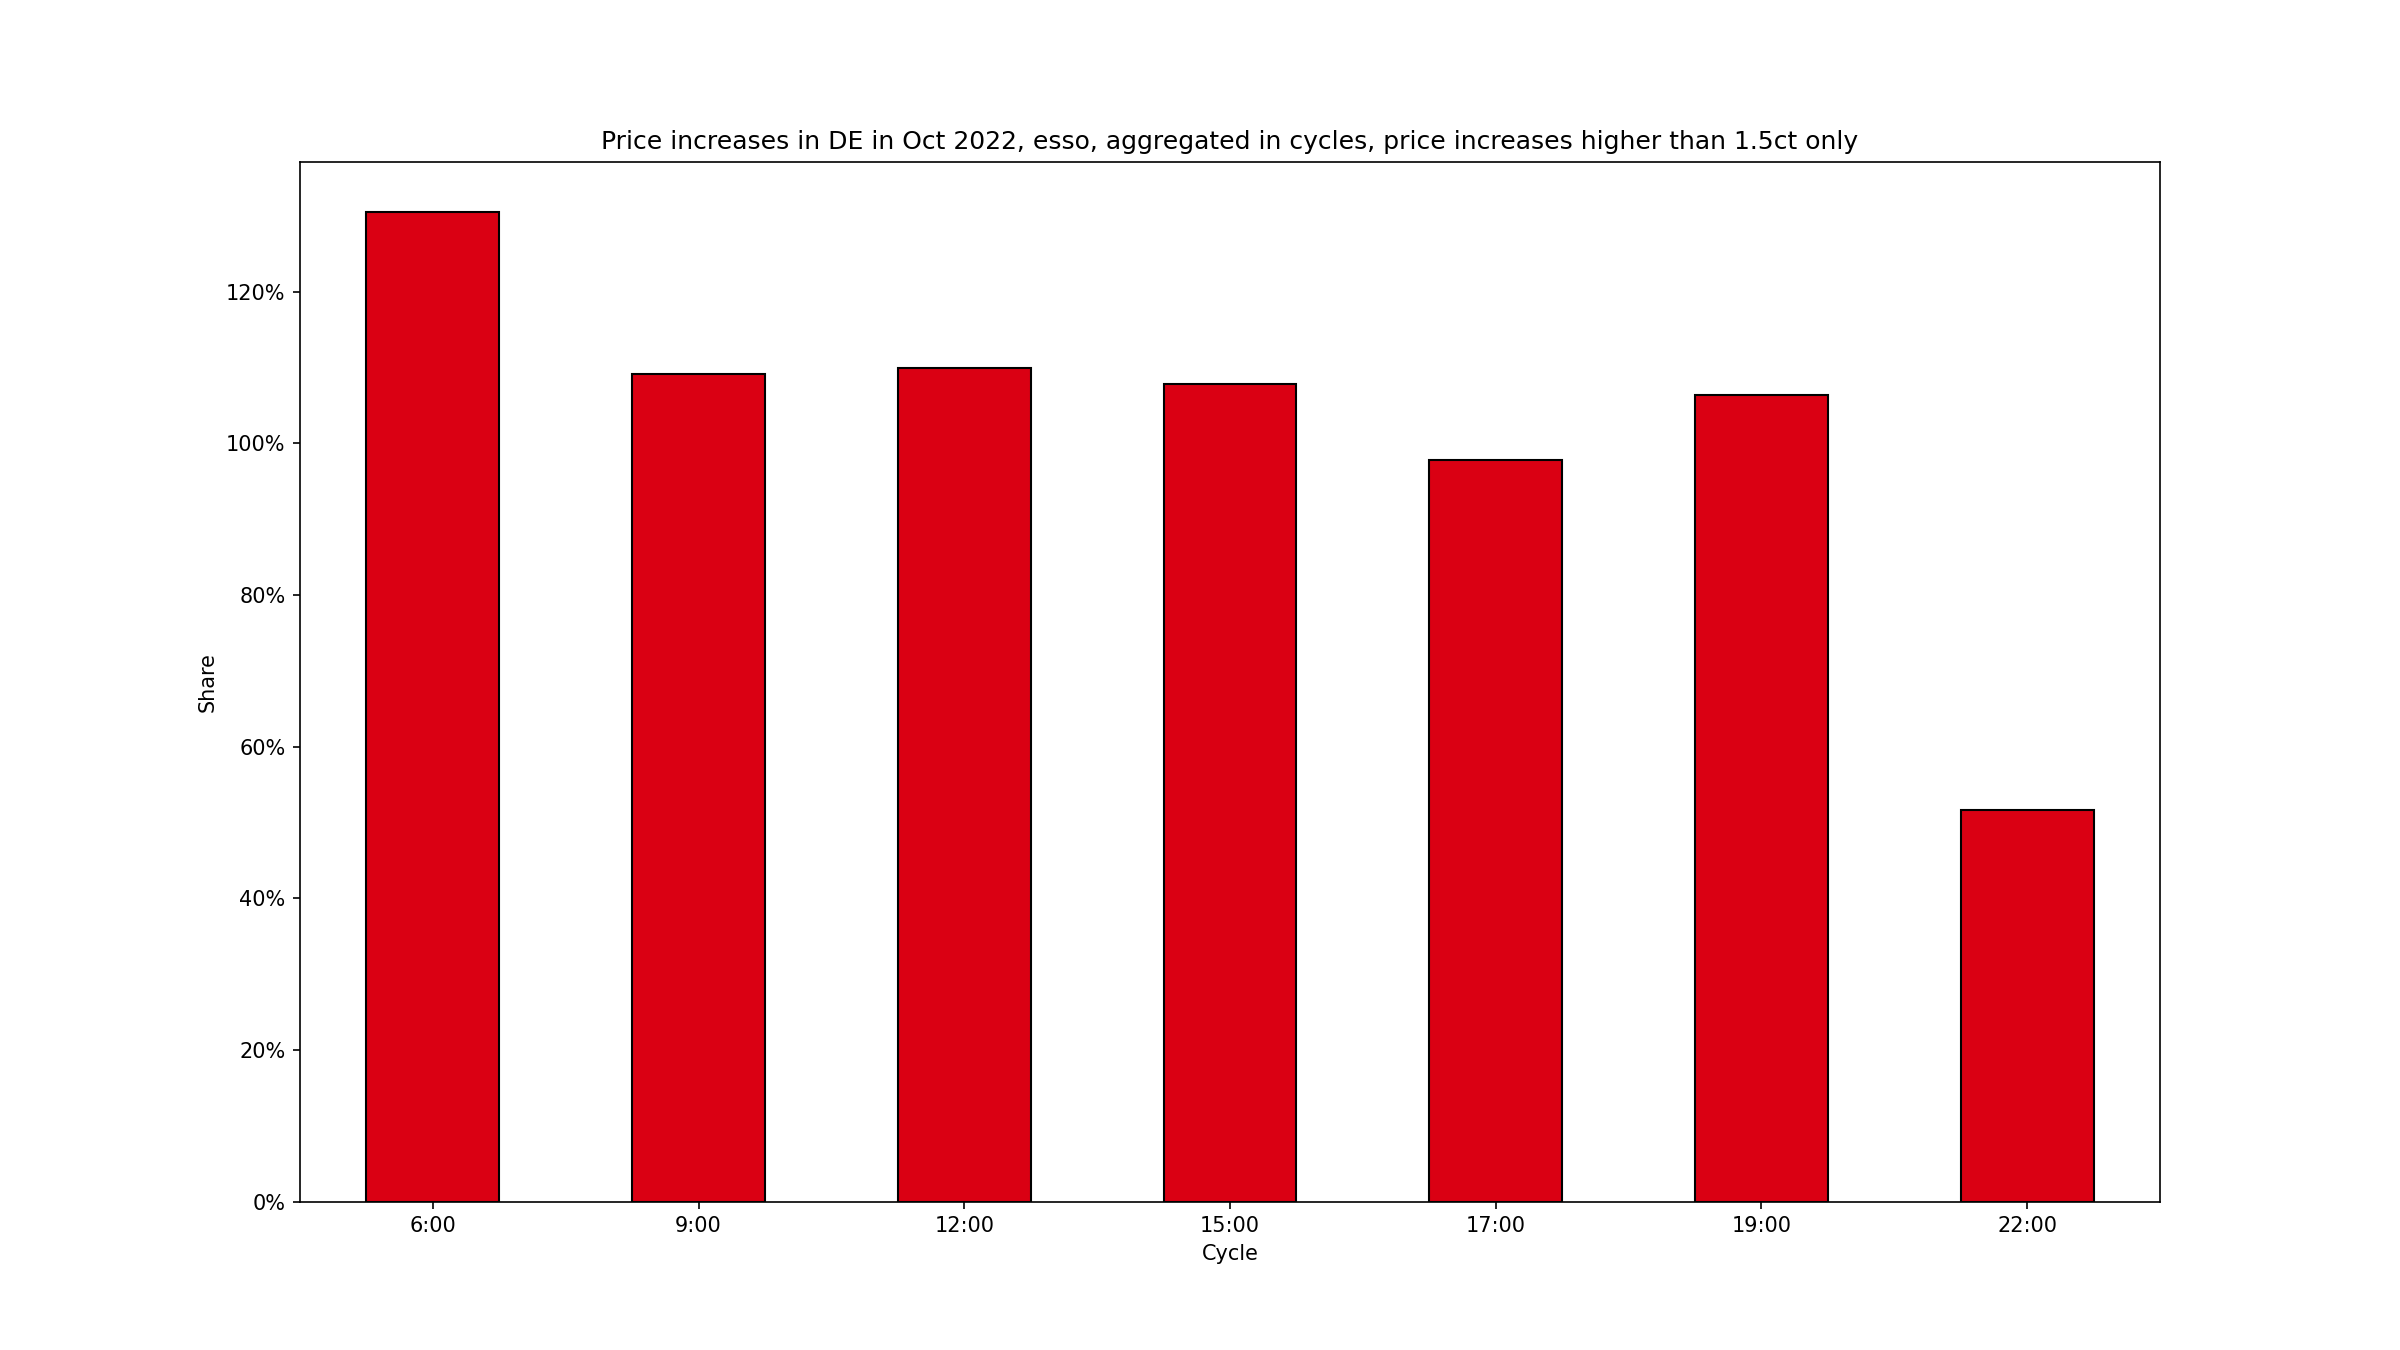 Price increases in DE in Oct 2022, esso, aggregated in cycles, price increases higher than 1.5ct only
120%
100%
80%
60%
40%
20%
0%
Share
6:00 9:00 12:00 15:00 17:00 19:00 22:00
Cycle